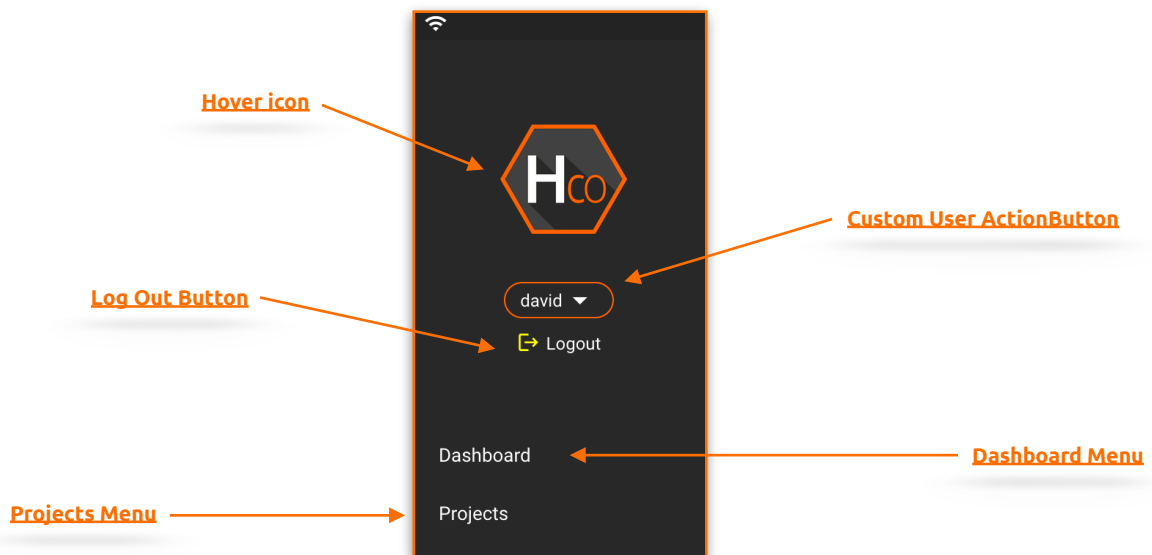 Hover icon
Hco
Custom User ActionButton
Log Out Button
david
Logout
Dashboard
Dashboard Menu
Projects Menu
Projects